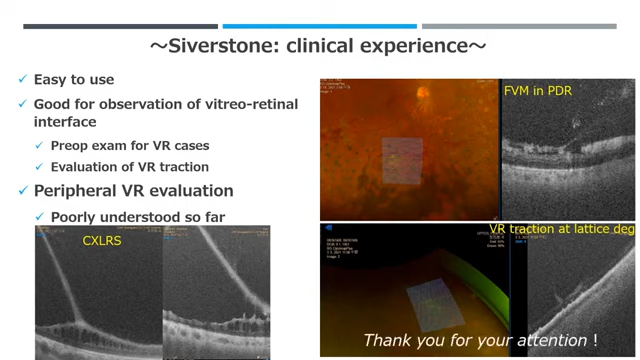 ～Siverstone: clinical experience～
Easy to use
Good for observation of vitreo-retinal
interface
Preop exam for VR cases
Evaluation of VR traction
Peripheral VR evaluation
Poorly understood so far
CXLRS
FVM in PDR
VR traction at lattice deg
Thank you for your attention !